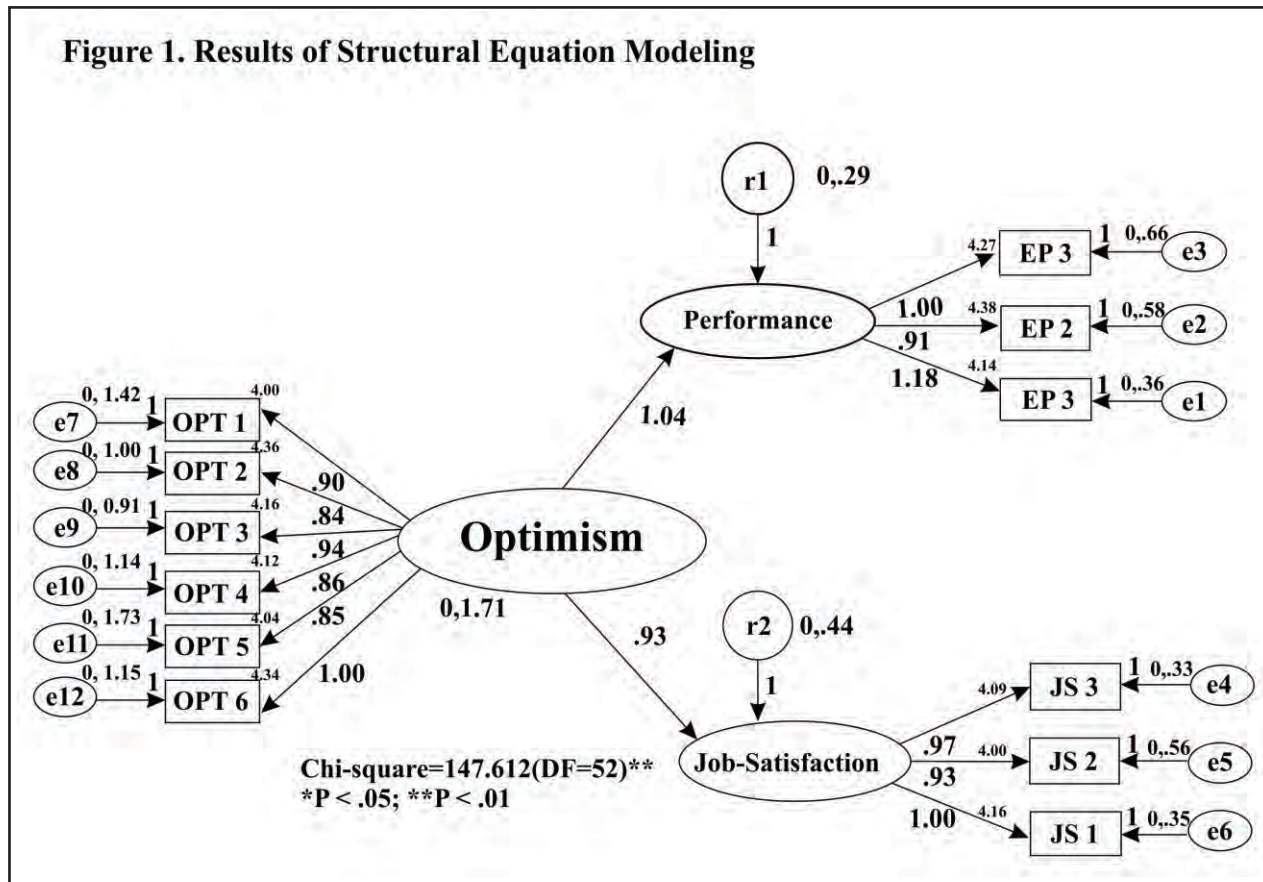 Figure 1. Results of Structural Equation Modeling
r1
0,.29
1
Performance
1.04
4.27
1.00
4.38
.91
4.14
1.18
EP 3
1 0,.66
e3
EP 2
1 0,.58
e2
EP 3
1 0,.36
e1
0, 1.42
1
4.00
e7
OPT 1
0, 1.00
1
4.36
e8
OPT 2
.90
0, 0.91
1
4.16
e9
OPT 3
.84
0, 1.14
1
4.12
e10
OPT 4
.94
0, 1.73
1
4.04
e11
OPT 5
.86
0, 1.15
1
4.34
e12
OPT 6
.85
1.00
Optimism
0,1.71
.93
r2
0,.44
1
Job-Satisfaction
4.09
.97
4.00
.93
4.16
1.00
JS 3
1 0,.33
e4
JS 2
1 0,.56
e5
JS 1
1 0,.35
e6
Chi-square=147.612(DF=52)**
*P < .05; **P < .01